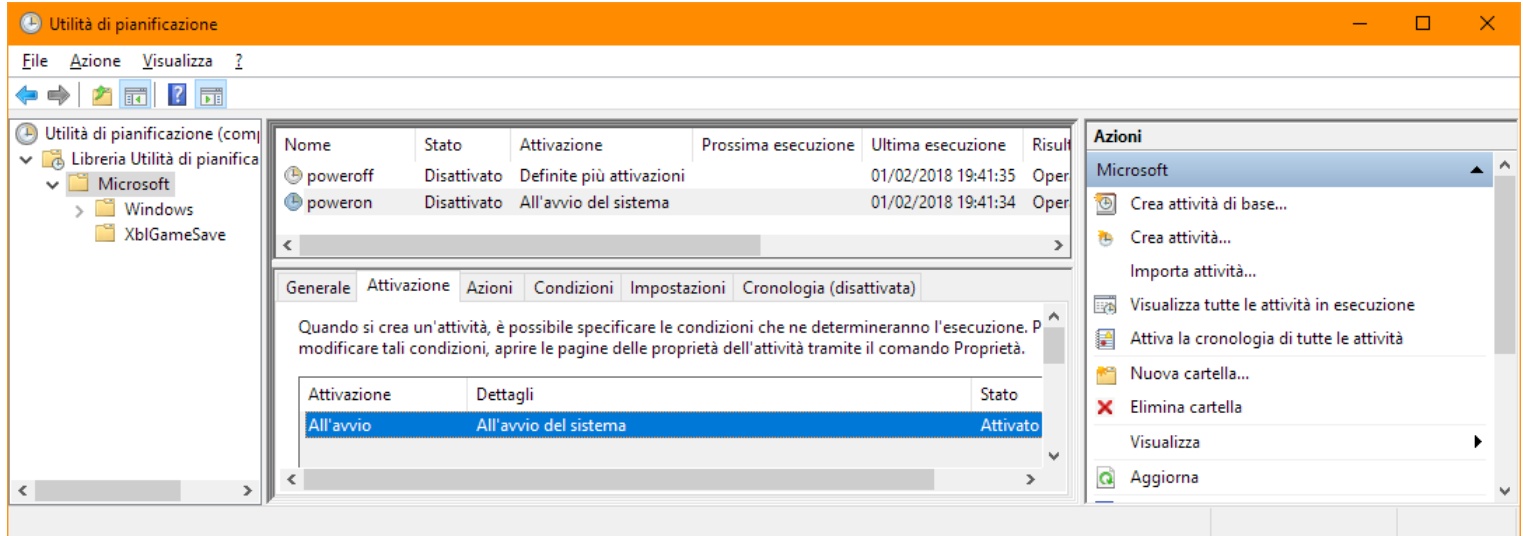 Utilità di pianificazione
File Azione Visualizza ?
Utilità di pianificazione (comp
Libreria Utilità di pianifica
Microsoft
Windows
XblGameSave
Nome Stato Attivazione Prossima esecuzione Ultima esecuzione Risult
poweroff Disattivato Definite più attivazioni 01/02/2018 19:41:35 Oper
poweron Disattivato All'avvio del sistema 01/02/2018 19:41:34 Oper
Generale Attivazione Azioni Condizioni Impostazioni Cronologia (disattivata)
Quando si crea un'attività, è possibile specificare le condizioni che ne determineranno l'esecuzione. P
modificare tali condizioni, aprire le pagine delle proprietà dell'attività tramite il comando Proprietà.
Attivazione Dettagli Stato
All'avvio All'avvio del sistema Attivato
Azioni
Microsoft
Crea attività di base...
Crea attività...
Importa attività...
Visualizza tutte le attività in esecuzione
Attiva la cronologia di tutte le attività
Nuova cartella...
Elimina cartella
Visualizza
Aggiorna